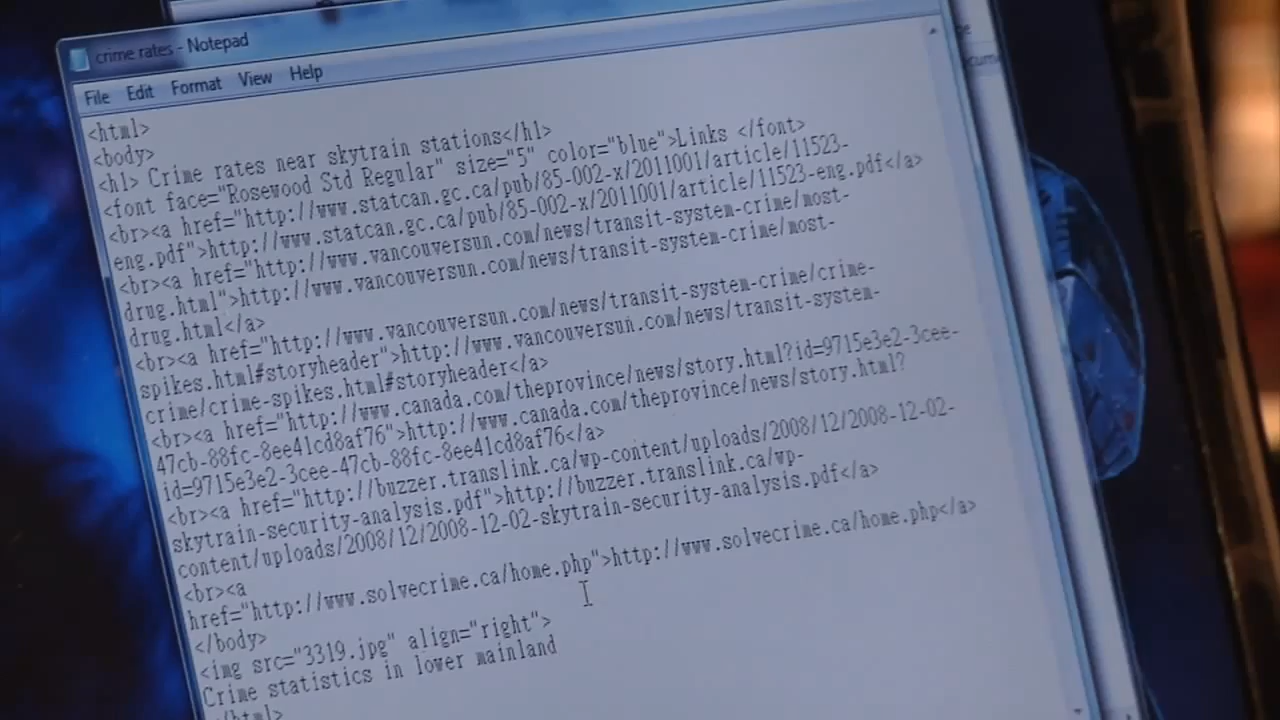 crime rates - Notepad
File Edit Format View Help
<html>
<body>
<h1> Crime rates near skytrain stations</h1>
<font face="Rosewood Std Regular" size="5" color="blue">Links </font>
<br><a href="http://www.statcan.gc.ca/pub/85-002-x/2011001/article/11523-
eng.pdf">http://www.statcan.gc.ca/pub/85-002-x/2011001/article/11523-eng.pdf</a>
<br><a href="http://www.vancouversun.com/news/transit-system-crime/most-
drug.html">http://www.vancouversun.com/news/transit-system-crime/most-
drug.html</a>
<br><a href="http://www.vancouversun.com/news/transit-system-crime/crime-
spikes.html#storyheader">http://www.vancouversun.com/news/transit-system-
crime/crime-spikes.html#storyheader</a>
<br><a href="http://www.canada.com/theprovince/news/story.html?id=9715e3e2-3cee-
47cb-88fc-8ee41cd8af76">http://www.canada.com/theprovince/news/story.html?
id=9715e3e2-3cee-47cb-88fc-8ee41cd8af76</a>
<br><a href="http://buzzer.translink.ca/wp-content/uploads/2008/12/2008-12-02-
skytrain-security-analysis.pdf">http://buzzer.translink.ca/wp-
content/uploads/2008/12/2008-12-02-skytrain-security-analysis.pdf</a>
<br><a
href="http://www.solvecrime.ca/home.php">http://www.solvecrime.ca/home.php</a>
</body>
<img src="3319.jpg" align="right">
Crime statistics in lower mainland
</html>